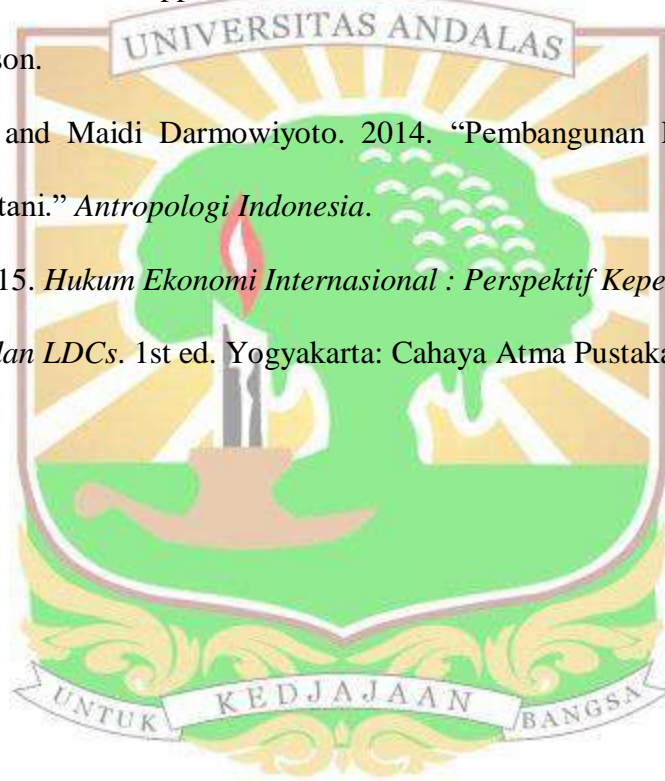 UNIVERSITAS ANDALAS
son.
and Maidi Darmowiyoto. 2014. “Pembangunan
tani.” Antropologi Indonesia.
15. Hukum Ekonomi Internasional : Perspektif Kepe
dan LDCs. 1st ed. Yogyakarta: Cahaya Atma Pustaka
UNTUK KEDJAJAAN BANGSA